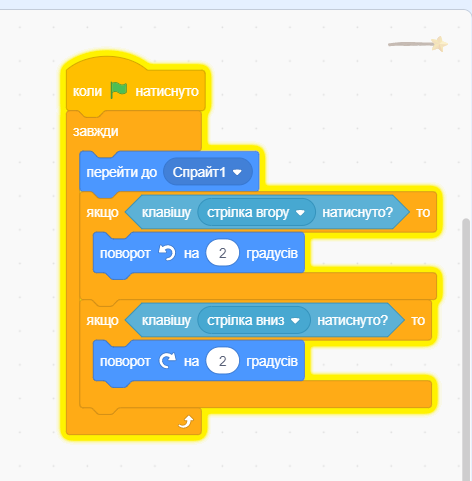 коли натиснуто
завжди
перейти до Спрайт1
якщо клавішу стрілка вгору натиснуто? то
поворот на 2 градусів
якщо клавішу стрілка вниз натиснуто? то
поворот на 2 градусів